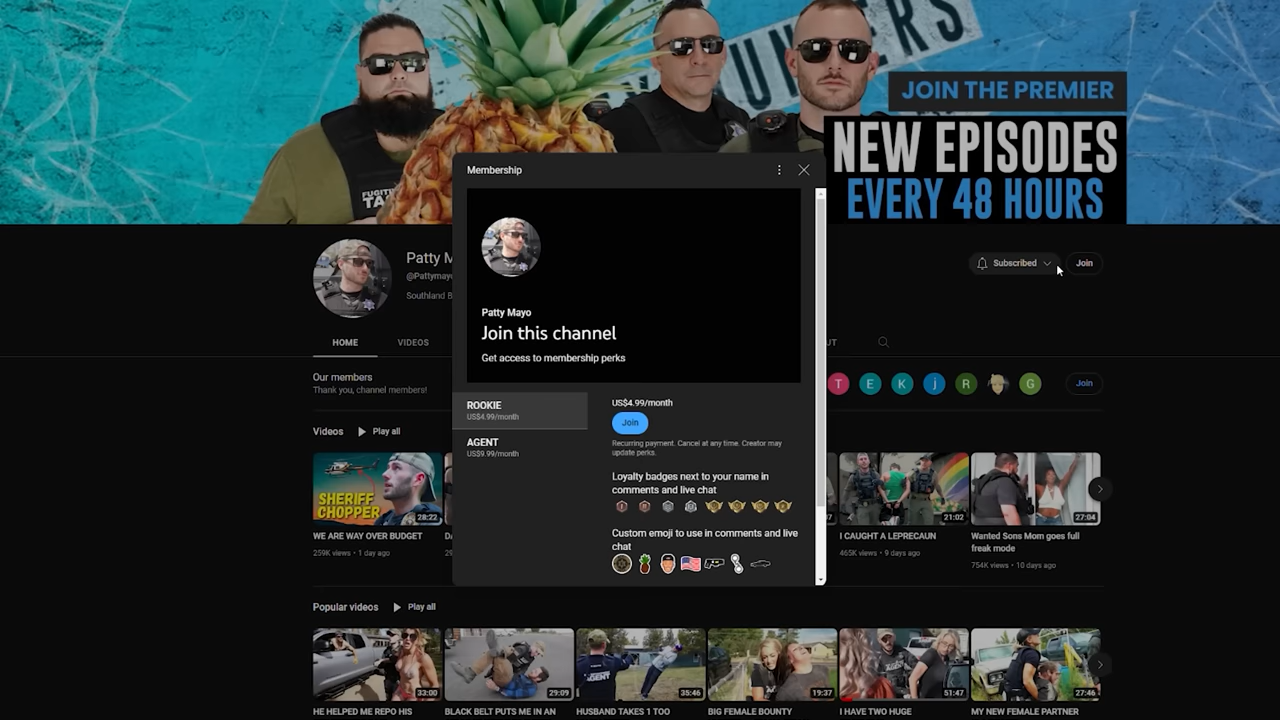 UNTERS
JOIN THE PREMIER
NEW EPISODES
EVERY 48 HOURS
FUGITIVE
TA
Membership
Patty M
@Pattymayo
Southland B
Subscribed
Join
Patty Mayo
Join this channel
Get access to membership perks
HOME
VIDEOS
UT
Our members
Thank you, channel members!
T
E
K
j
R
G
Join
ROOKIE
US$4.99/month
AGENT
US$9.99/month
US$4.99/month
Join
Recurring payment. Cancel at any time. Creator may
update perks.
Loyalty badges next to your name in
comments and live chat
Custom emoji to use in comments and live
chat
Videos
Play all
SHERIFF
CHOPPER
28:22
21:02
27:04
WE ARE WAY OVER BUDGET
259K views • 1 day ago
I CAUGHT A LEPRECAUN
465K views • 9 days ago
Wanted Sons Mom goes full
freak mode
754K views • 10 days ago
Popular videos
Play all
AGENT
33:00
29:09
35:46
19:37
51:47
27:46
HE HELPED ME REPO HIS
BLACK BELT PUTS ME IN AN
HUSBAND TAKES 1 TOO
BIG FEMALE BOUNTY
I HAVE TWO HUGE
MY NEW FEMALE PARTNER